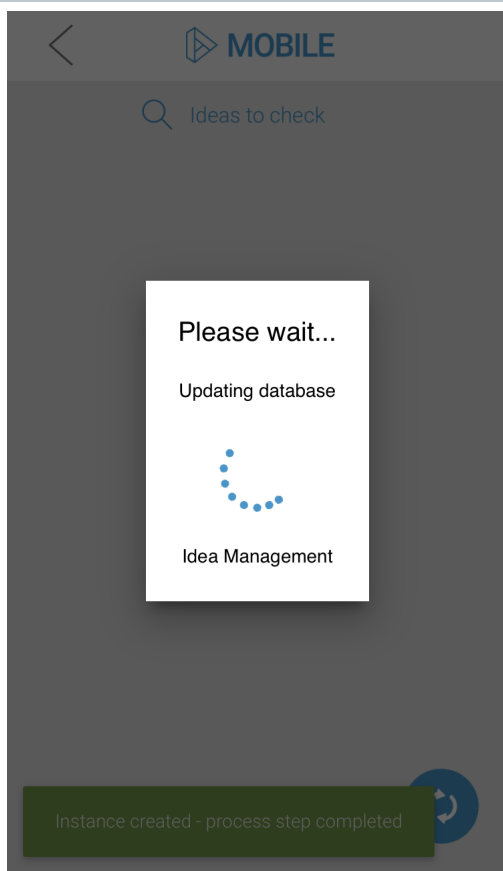 MOBILE
Ideas to check
Please wait...
Updating database
Idea Management
Instance created - process step completed